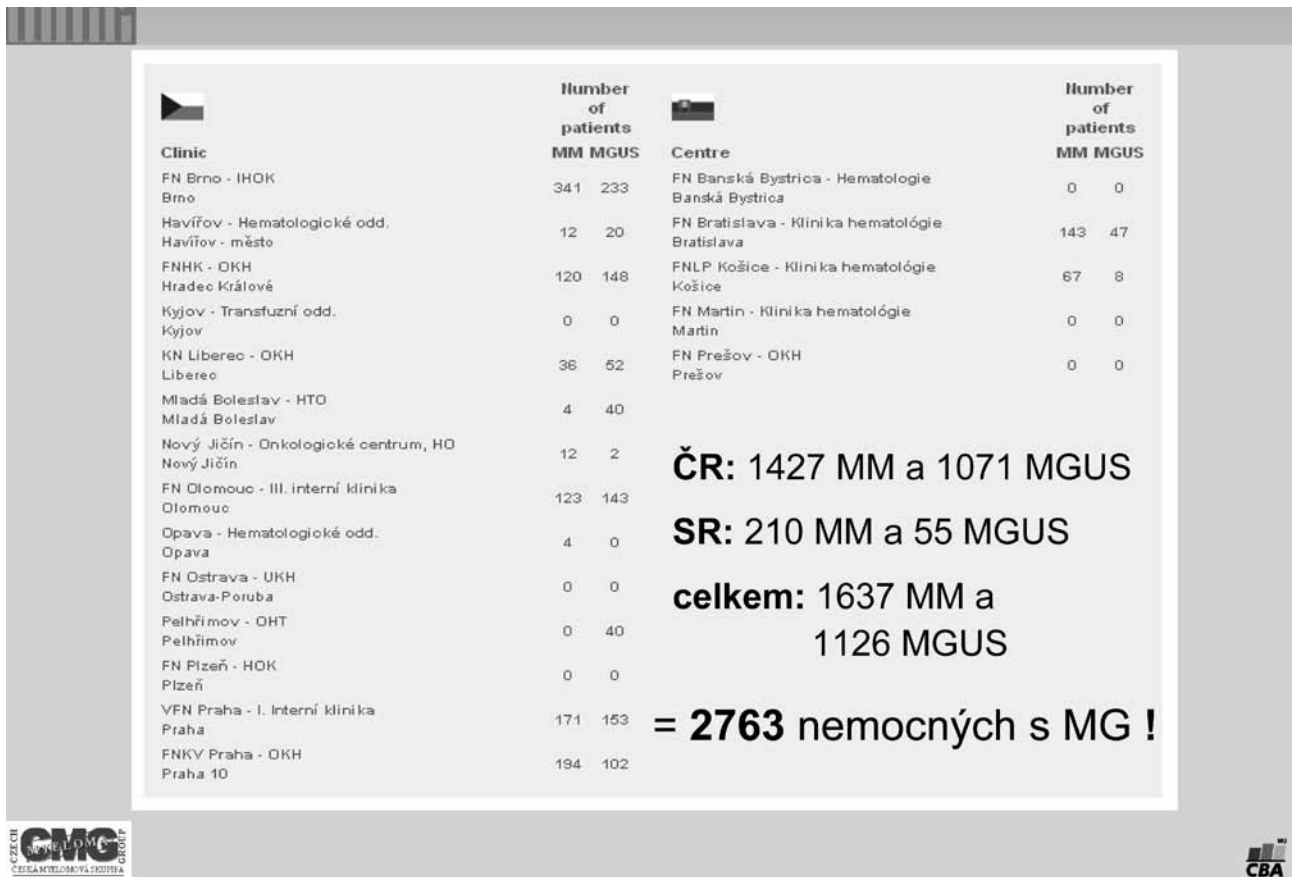 Number
of
patients
Clinic MM MGUS
FN Brno - IHOK
Brno
341 233
Havířov - Hematologické odd.
Havířov - město
12 20
FNHK - OKH
Hradec Králové
120 148
Kyjov - Transfuzní odd.
Kyjov
0 0
KN Liberec - OKH
Liberec
36 52
Mladá Boleslav - HTO
Mladá Boleslav
4 40
Nový Jičín - Onkologické centrum, HO
Nový Jičín
12 2
FN Olomouc - III. interní klinika
Olomouc
123 143
Opava - Hematologické odd.
Opava
4 0
FN Ostrava - UKH
Ostrava-Poruba
0 0
Pelhřimov - OHT
Pelhřimov
0 40
FN Plzeň - HOK
Plzeň
0 0
VFN Praha - I. Interní klinika
Praha
171 153
FNKV Praha - OKH
Praha 10
194 102
Number
of
patients
Centre MM MGUS
FN Banská Bystrica - Hematologie
Banská Bystrica
0 0
FN Bratislava - Klinika hematológie
Bratislava
143 47
FNLP Košice - Klinika hematológie
Košice
67 8
FN Martin - Klinika hematológie
Martin
0 0
FN Prešov - OKH
Prešov
0 0
ČR: 1427 MM a 1071 MGUS
SR: 210 MM a 55 MGUS
celkem: 1637 MM a
1126 MGUS
= 2763 nemocných s MG !
CZECH
CMG
MYELOMA
GROUP
ČESKÁ MYELOMOVÁ SKUPINA
MU
CBA